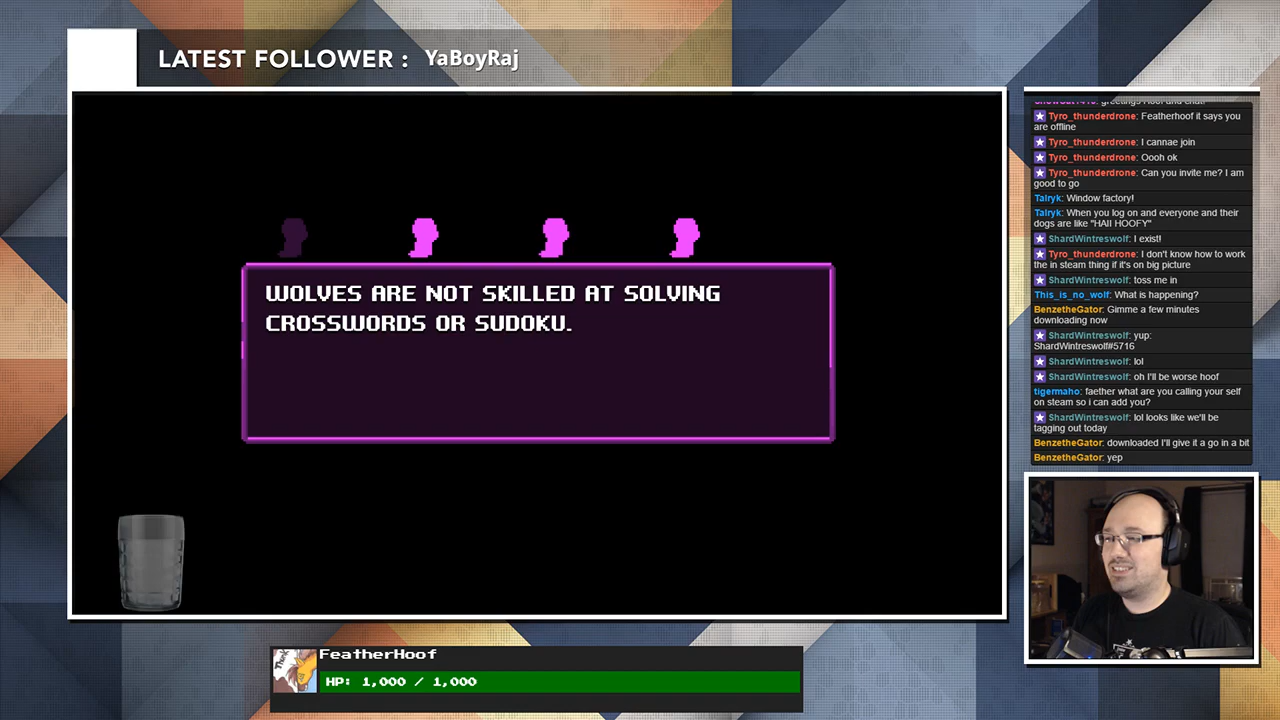 LATEST FOLLOWER : YaBoyRaj
WOLVES ARE NOT SKILLED AT SOLVING
CROSSWORDS OR SUDOKU.
greetings Hoof and chat!
Tyro_thunderdrone: Featherhoof it says you
are offline
Tyro_thunderdrone: I cannae join
Tyro_thunderdrone: Oooh ok
Tyro_thunderdrone: Can you invite me? I am
good to go
Talryk: Window factory!
Talryk: When you log on and everyone and their
dogs are like "HAII HOOFY"
ShardWintreswolf: I exist!
Tyro_thunderdrone: I don't know how to work
the in steam thing if it's on big picture
ShardWintreswolf: toss me in
This_is_no_wolf: What is happening?
BenzetheGator: Gimme a few minutes
downloading now
ShardWintreswolf: yup:
ShardWintreswolf#5716
ShardWintreswolf: lol
ShardWintreswolf: oh I'll be worse hoof
tigermaho: faether what are you calling your self
on steam so i can add you?
ShardWintreswolf: lol looks like we'll be
tagging out today
BenzetheGator: downloaded I'll give it a go in a bit
BenzetheGator: yep
FeatherHoof
HP: 1,000 / 1,000